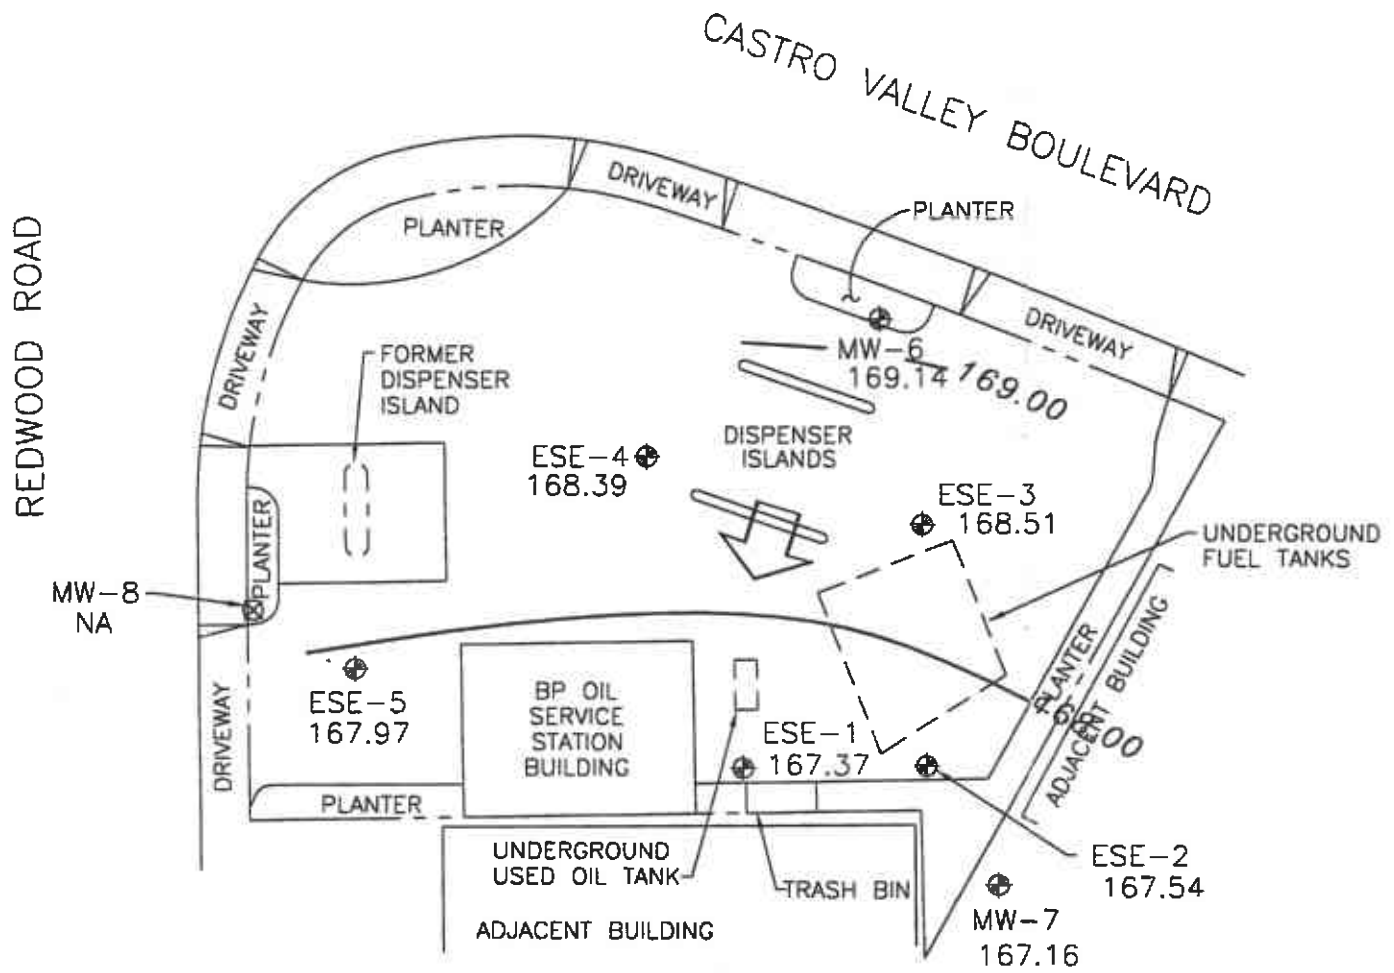 CASTRO VALLEY BOULEVARD
REDWOOD ROAD
DRIVEWAY
PLANTER
PLANTER
DRIVEWAY
DRIVEWAY
FORMER
DISPENSER
ISLAND
MW-6
169.14
169.00
DISPENSER
ISLANDS
ESE-4
168.39
ESE-3
168.51
UNDERGROUND
FUEL TANKS
PLANTER
MW-8
NA
PLANTER
ADJACENT BUILDING
168.00
ESE-5
167.97
BP OIL
SERVICE
STATION
BUILDING
ESE-1
167.37
DRIVEWAY
PLANTER
UNDERGROUND
USED OIL TANK
TRASH BIN
ESE-2
167.54
ADJACENT BUILDING
MW-7
167.16